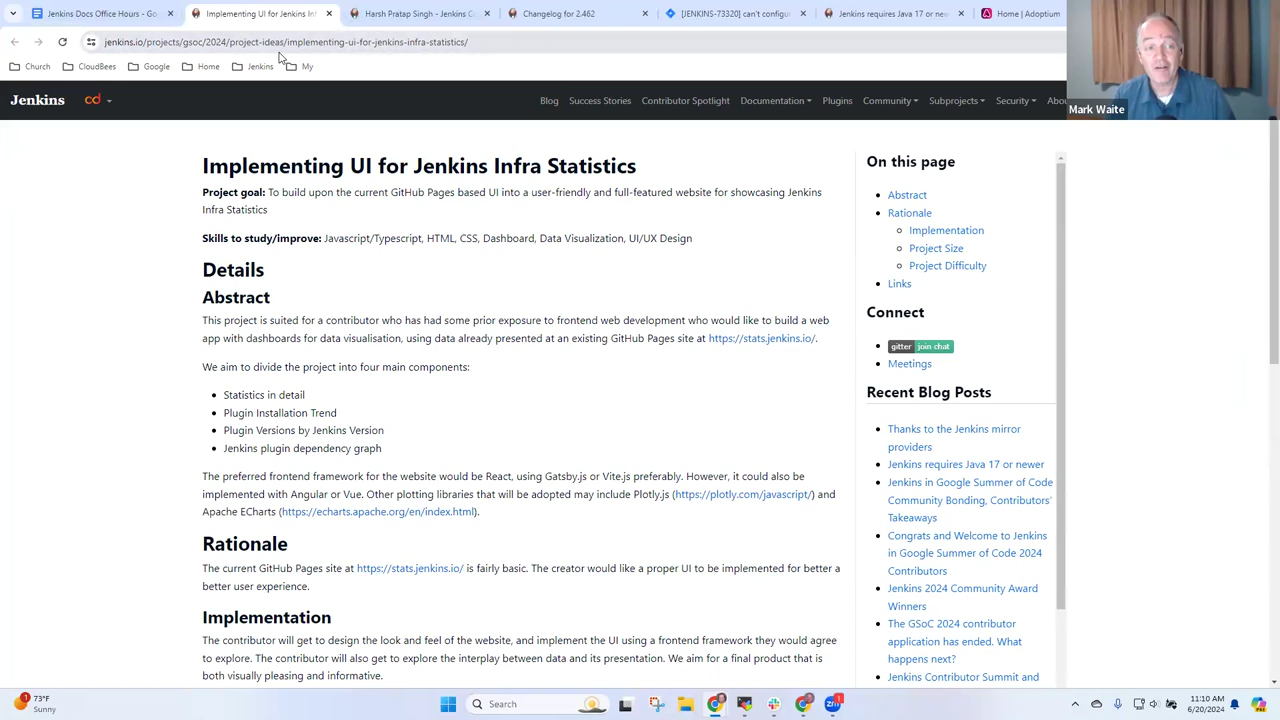 Jenkins Docs Office Hours - Go
Implementing UI for Jenkins Inf
Harsh Pratap Singh - Jenkins G
Changelog for 2.462
[JENKINS-73320] can't configur
Jenkins requires Java 17 or new
Home | Adoptium
jenkins.io/projects/gsoc/2024/project-ideas/implementing-ui-for-jenkins-infra-statistics/
Church
CloudBees
Google
Home
Jenkins
My
Mark Waite
Jenkins
cd
Blog
Success Stories
Contributor Spotlight
Documentation
Plugins
Community
Subprojects
Security
Abou
Implementing UI for Jenkins Infra Statistics
Project goal: To build upon the current GitHub Pages based UI into a user-friendly and full-featured website for showcasing Jenkins
Infra Statistics
Skills to study/improve: Javascript/Typescript, HTML, CSS, Dashboard, Data Visualization, UI/UX Design
Details
Abstract
This project is suited for a contributor who has had some prior exposure to frontend web development who would like to build a web
app with dashboards for data visualisation, using data already presented at an existing GitHub Pages site at https://stats.jenkins.io/.
We aim to divide the project into four main components:
Statistics in detail
Plugin Installation Trend
Plugin Versions by Jenkins Version
Jenkins plugin dependency graph
The preferred frontend framework for the website would be React, using Gatsby.js or Vite.js preferably. However, it could also be
implemented with Angular or Vue. Other plotting libraries that will be adopted may include Plotly.js (https://plotly.com/javascript/) and
Apache ECharts (https://echarts.apache.org/en/index.html).
Rationale
The current GitHub Pages site at https://stats.jenkins.io/ is fairly basic. The creator would like a proper UI to be implemented for better a
better user experience.
Implementation
The contributor will get to design the look and feel of the website, and implement the UI using a frontend framework they would agree
to explore. The contributor will also get to explore the interplay between data and its presentation. We aim for a final product that is
both visually pleasing and informative.
On this page
Abstract
Rationale
Implementation
Project Size
Project Difficulty
Links
Connect
gitter join chat
Meetings
Recent Blog Posts
Thanks to the Jenkins mirror
providers
Jenkins requires Java 17 or newer
Jenkins in Google Summer of Code
Community Bonding, Contributors'
Takeaways
Congrats and Welcome to Jenkins
in Google Summer of Code 2024
Contributors
Jenkins 2024 Community Award
Winners
The GSoC 2024 contributor
application has ended. What
happens next?
Jenkins Contributor Summit and
1
73°F
Sunny
Search
zm
1
11:10 AM
6/20/2024